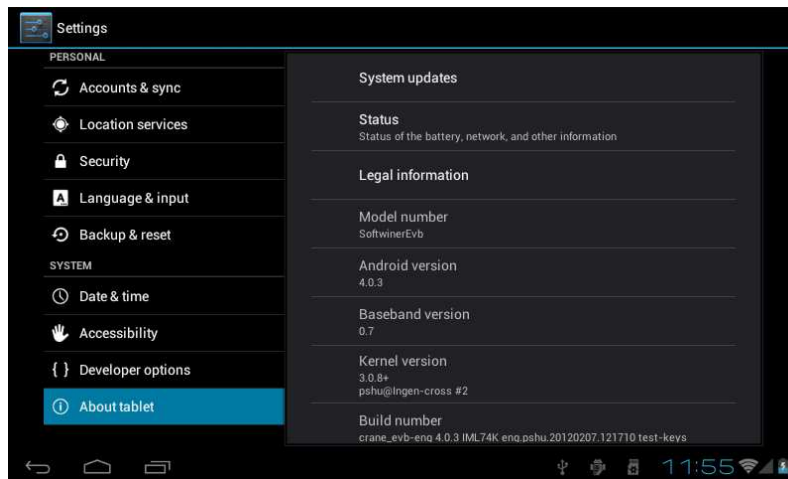 Settings
PERSONAL
Accounts & sync
Location services
Security
Language & input
Backup & reset
SYSTEM
Date & time
Accessibility
{ } Developer options
About tablet
System updates
Status
Status of the battery, network, and other information
Legal information
Model number
SoftwinerEvb
Android version
4.0.3
Baseband version
0.7
Kernel version
3.0.8+
pshu@Ingen-cross #2
Build number
crane_evb-eng 4.0.3 IML74K eng.pshu.20120207.121710 test-keys
11:55